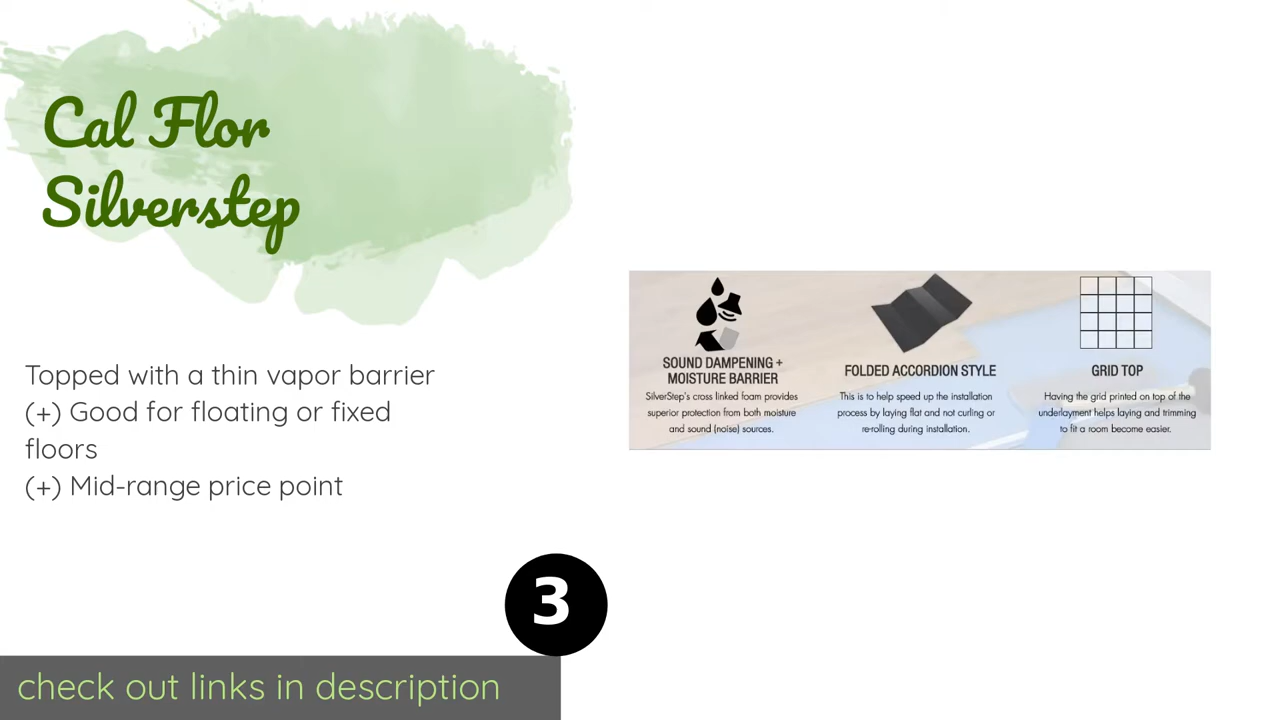 Cal Flor
Silverstep
Topped with a thin vapor barrier
(+) Good for floating or fixed
floors
(+) Mid-range price point
SOUND DAMPENING +
MOISTURE BARRIER
SilverStep's cross linked foam provides
superior protection from both moisture
and sound (noise) sources.
FOLDED ACCORDION STYLE
This is to help speed up the installation
process by laying flat and not curling or
re-rolling during installation.
GRID TOP
Having the grid printed on top of the
underlayment helps laying and trimming
to fit a room become easier.
3
check out links in description